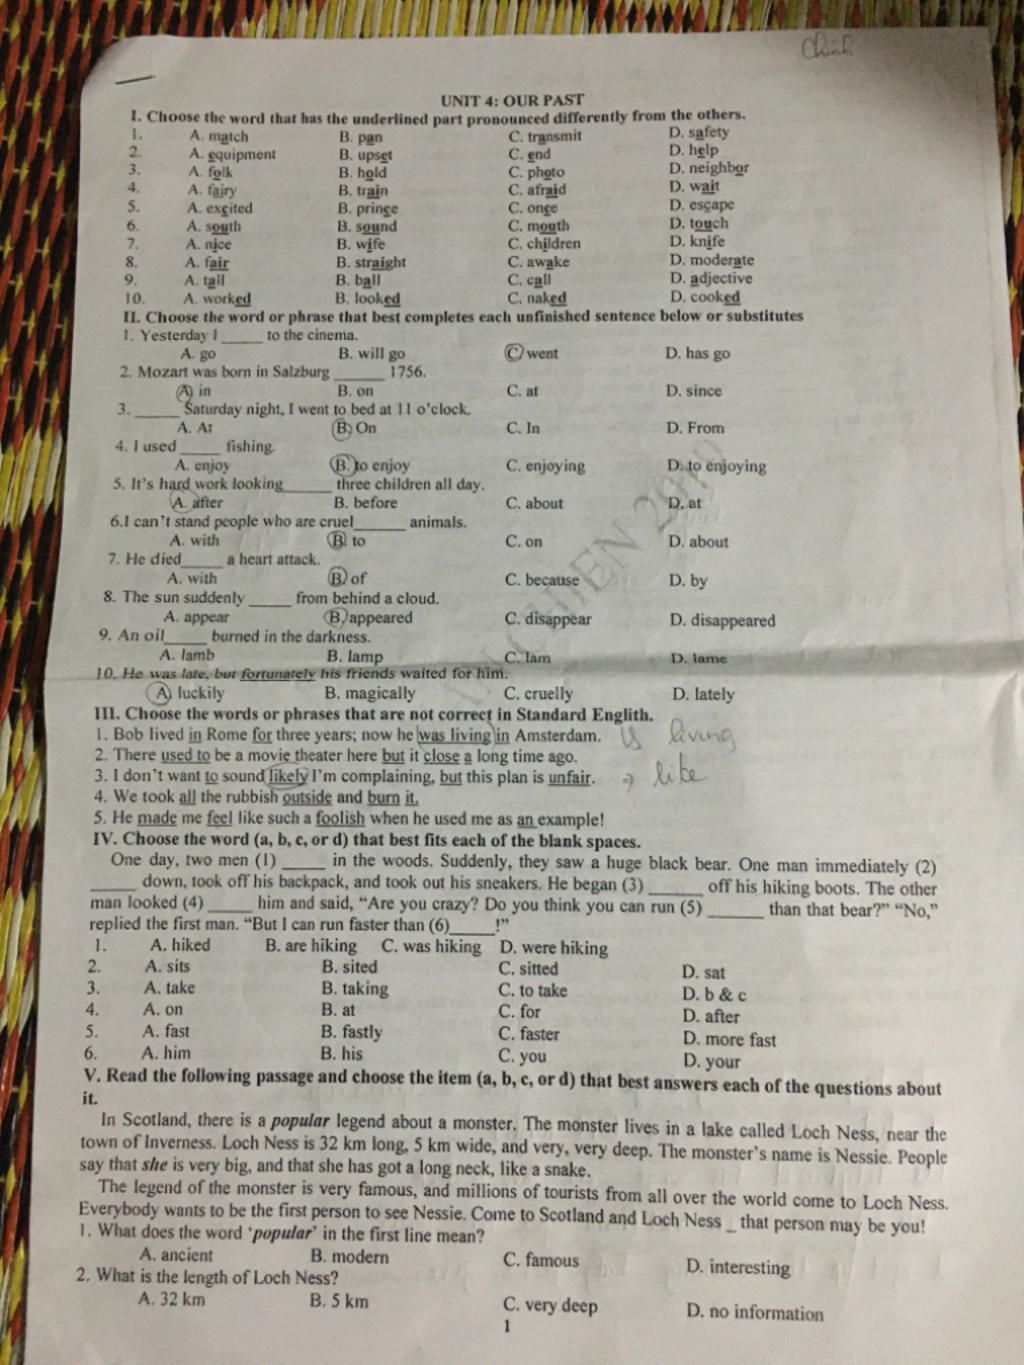 Chinh
UNIT 4: OUR PAST
I. Choose the word that has the underlined part pronounced differently from the others.
1. A. match B. pan C. transmit D. safety
2. A. equipment B. upset C. end D. help
3. A. folk B. hold C. photo D. neighbor
4. A. fairy B. train C. afraid D. wait
5. A. excited B. prince C. once D. escape
6. A. south B. sound C. mouth D. touch
7. A. nice B. wife C. children D. knife
8. A. fair B. straight C. awake D. moderate
9. A. tall B. ball C. call D. adjective
10. A. worked B. looked C. naked D. cooked
II. Choose the word or phrase that best completes each unfinished sentence below or substitutes
1. Yesterday I _____ to the cinema.
A. go B. will go C. went D. has go
2. Mozart was born in Salzburg ______ 1756.
A. in B. on C. at D. since
3. _____ Saturday night, I went to bed at 11 o'clock.
A. At B. On C. In D. From
4. I used _____ fishing.
A. enjoy B. to enjoy C. enjoying D. to enjoying
5. It's hard work looking______ three children all day.
A. after B. before C. about D. at
6.I can't stand people who are cruel______ animals.
A. with B. to C. on D. about
7. He died_____ a heart attack.
A. with B. of C. because D. by
8. The sun suddenly _____ from behind a cloud.
A. appear B. appeared C. disappear D. disappeared
9. An oil_____ burned in the darkness.
A. lamb B. lamp C. lam D. lame
10. He was late, but fortunately his friends waited for him.
A. luckily B. magically C. cruelly D. lately
III. Choose the words or phrases that are not correct in Standard Englith.
1. Bob lived in Rome for three years; now he was living in Amsterdam. is living
2. There used to be a movie theater here but it close a long time ago.
3. I don't want to sound likely I'm complaining, but this plan is unfair. → like
4. We took all the rubbish outside and burn it.
5. He made me feel like such a foolish when he used me as an example!
IV. Choose the word (a, b, c, or d) that best fits each of the blank spaces.
One day, two men (1) _____ in the woods. Suddenly, they saw a huge black bear. One man immediately (2)
_____ down, took off his backpack, and took out his sneakers. He began (3) ______ off his hiking boots. The other
man looked (4) _____ him and said, “Are you crazy? Do you think you can run (5) ______ than that bear?” “No,”
replied the first man. “But I can run faster than (6)_____!”
1. A. hiked B. are hiking C. was hiking D. were hiking
2. A. sits B. sited C. sitted D. sat
3. A. take B. taking C. to take D. b & c
4. A. on B. at C. for D. after
5. A. fast B. fastly C. faster D. more fast
6. A. him B. his C. you D. your
V. Read the following passage and choose the item (a, b, c, or d) that best answers each of the questions about
it.
In Scotland, there is a popular legend about a monster. The monster lives in a lake called Loch Ness, near the
town of Inverness. Loch Ness is 32 km long, 5 km wide, and very, very deep. The monster's name is Nessie. People
say that she is very big, and that she has got a long neck, like a snake.
The legend of the monster is very famous, and millions of tourists from all over the world come to Loch Ness.
Everybody wants to be the first person to see Nessie. Come to Scotland and Loch Ness _ that person may be you!
1. What does the word ‘popular’ in the first line mean?
A. ancient B. modern C. famous D. interesting
2. What is the length of Loch Ness?
A. 32 km B. 5 km C. very deep D. no information
1